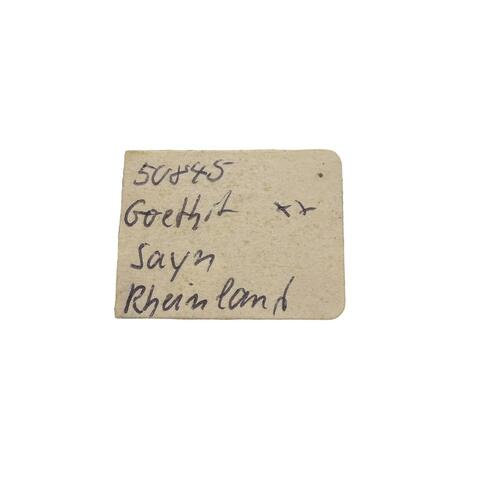 50845
Goethit xx
Sayn
Rheinland